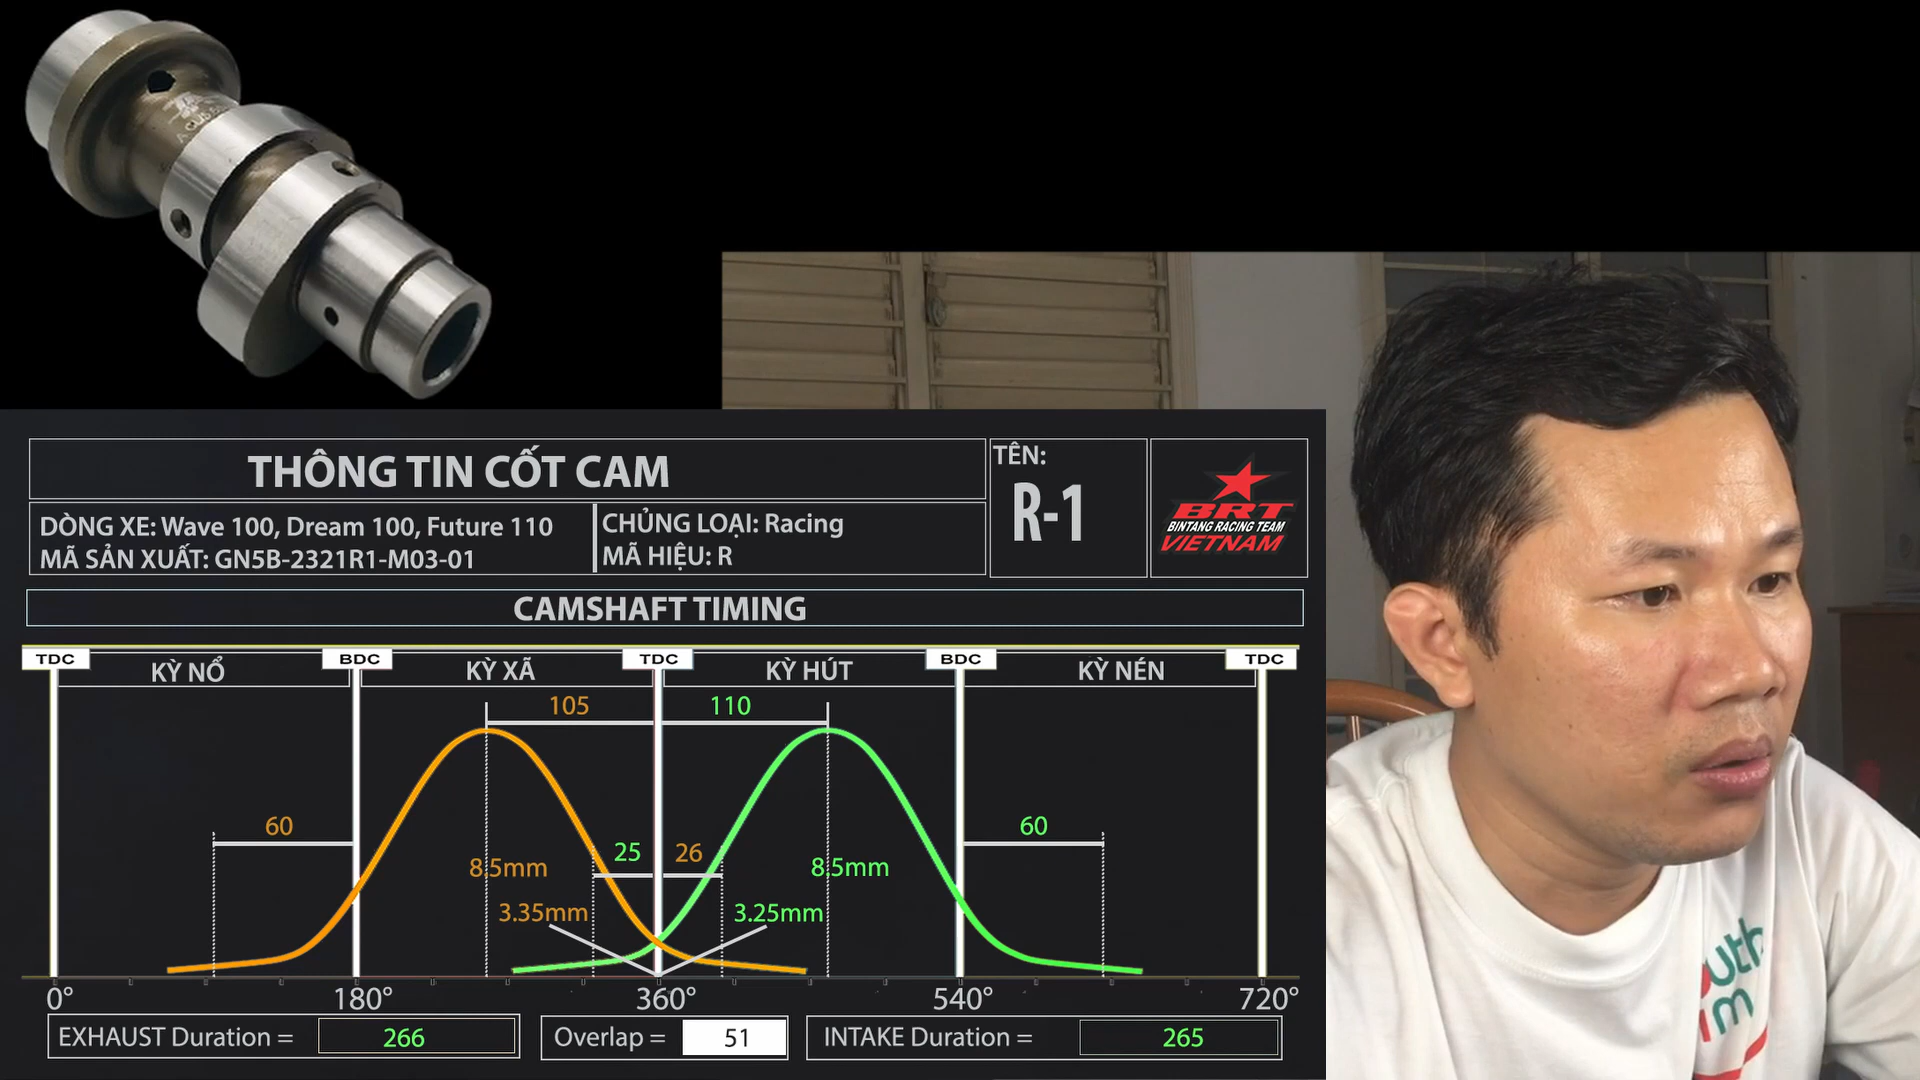 THÔNG TIN CỐT CAM
DÒNG XE: Wave 100, Dream 100, Future 110
MÃ SẢN XUẤT: GN5B-2321R1-M03-01
CHỦNG LOẠI: Racing
MÃ HIỆU: R
TÊN:
R-1
BRT
BINTANG RACING TEAM
VIETNAM
CAMSHAFT TIMING
TDC
BDC
TDC
BDC
TDC
KỲ NỔ
KỲ XÃ
KỲ HÚT
KỲ NÉN
105
110
60
25
26
60
8.5mm
8.5mm
3.35mm
3.25mm
0°
180°
360°
540°
720°
EXHAUST Duration =
266
Overlap =
51
INTAKE Duration =
265